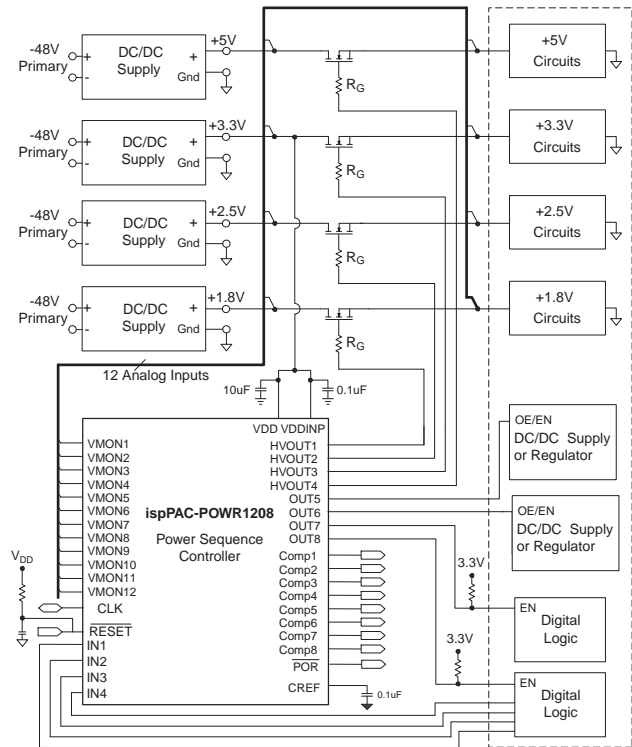 -48V
Primary
+
-
DC/DC
Supply
+5V
Gnd
RG
+5V
Circuits
-48V
Primary
+
-
DC/DC
Supply
+3.3V
Gnd
RG
+3.3V
Circuits
-48V
Primary
+
-
DC/DC
Supply
+2.5V
Gnd
RG
+2.5V
Circuits
-48V
Primary
+
-
DC/DC
Supply
+1.8V
Gnd
RG
+1.8V
Circuits
12 Analog Inputs
10uF
0.1uF
VDD VDDINP
VMON1
VMON2
VMON3
VMON4
VMON5
VMON6
VMON7
VMON8
VMON9
VMON10
VMON11
VMON12
CLK
RESET
IN1
IN2
IN3
IN4
VDD
ispPAC-POWR1208
Power Sequence
Controller
HVOUT1
HVOUT2
HVOUT3
HVOUT4
OUT5
OUT6
OUT7
OUT8
Comp1
Comp2
Comp3
Comp4
Comp5
Comp6
Comp7
Comp8
POR
CREF
0.1uF
OE/EN
DC/DC Supply
or Regulator
OE/EN
DC/DC Supply
or Regulator
3.3V
EN
Digital
Logic
3.3V
EN
Digital
Logic